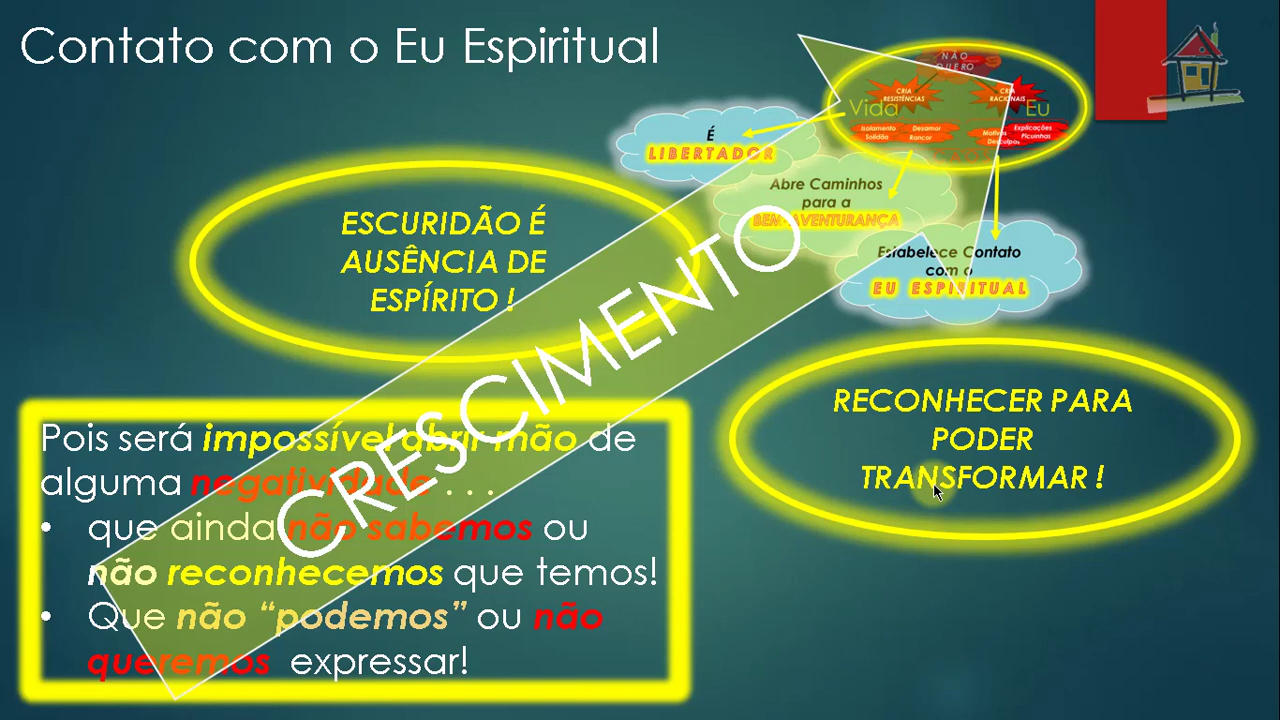 Contato com o Eu Espiritual
NÃO
QUERO
CRIA
RESISTÊNCIAS
CRIA
RACIONAIS
Vida
Eu
Isolamento
Solidão
Desamor
Rancor
Motivos
Desculpas
Explicações
Picuinhas
É
LIBERTADOR
Abre Caminhos
para a
BEM-AVENTURANÇA
Estabelece Contato
com o
EU ESPIRITUAL
ESCURIDÃO É
AUSÊNCIA DE
ESPÍRITO !
CRESCIMENTO
RECONHECER PARA
PODER
TRANSFORMAR !
Pois será impossível abrir mão de
alguma negatividade . . .
• que ainda não sabemos ou
não reconhecemos que temos!
• Que não “podemos” ou não
queremos expressar!